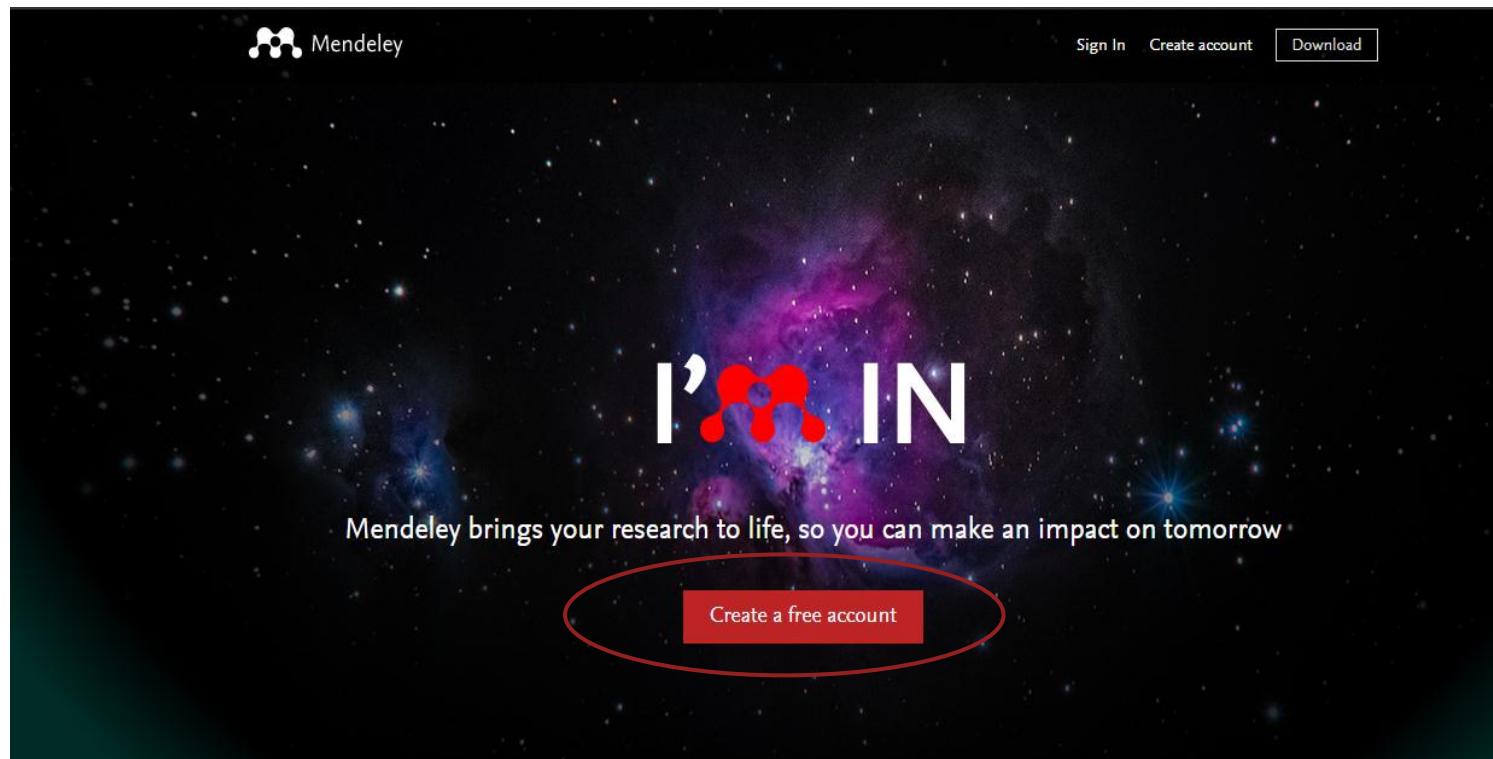 Mendeley
Sign In Create account Download
I'M IN
Mendeley brings your research to life, so you can make an impact on tomorrow
Create a free account